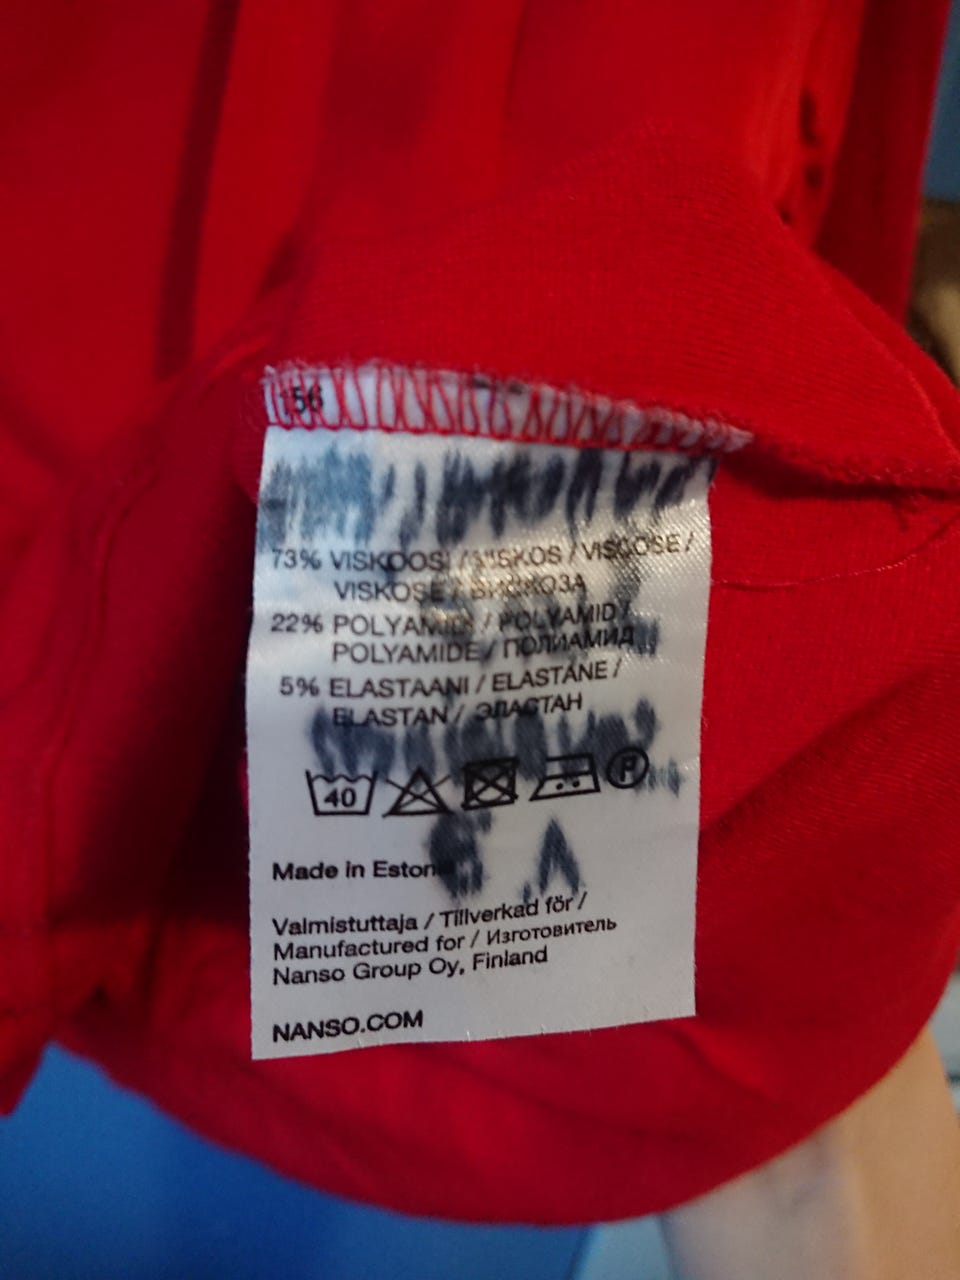 56
73% VISKOOSI / VISKOS / VISCOSE /
VISKOSE / ВИСКОЗА
22% POLYAMIDI / POLYAMID /
POLYAMIDE / ПОЛИАМИД
5% ELASTAANI / ELASTANE /
ELASTAN / ЭЛАСТАН
40 P
Made in Eston
Valmistuttaja / Tillverkad för /
Manufactured for / Изготовитель
Nanso Group Oy, Finland
NANSO.COM